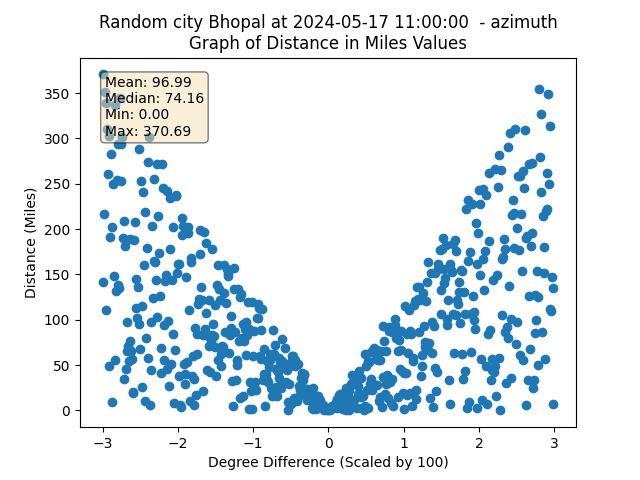 Random city Bhopal at 2024-05-17 11:00:00  - azimuth
Graph of Distance in Miles Values
Mean: 96.99
Median: 74.16
Min: 0.00
Max: 370.69
Distance (Miles)
350
300
250
200
150
100
50
0
−3 −2 −1 0 1 2 3
Degree Difference (Scaled by 100)